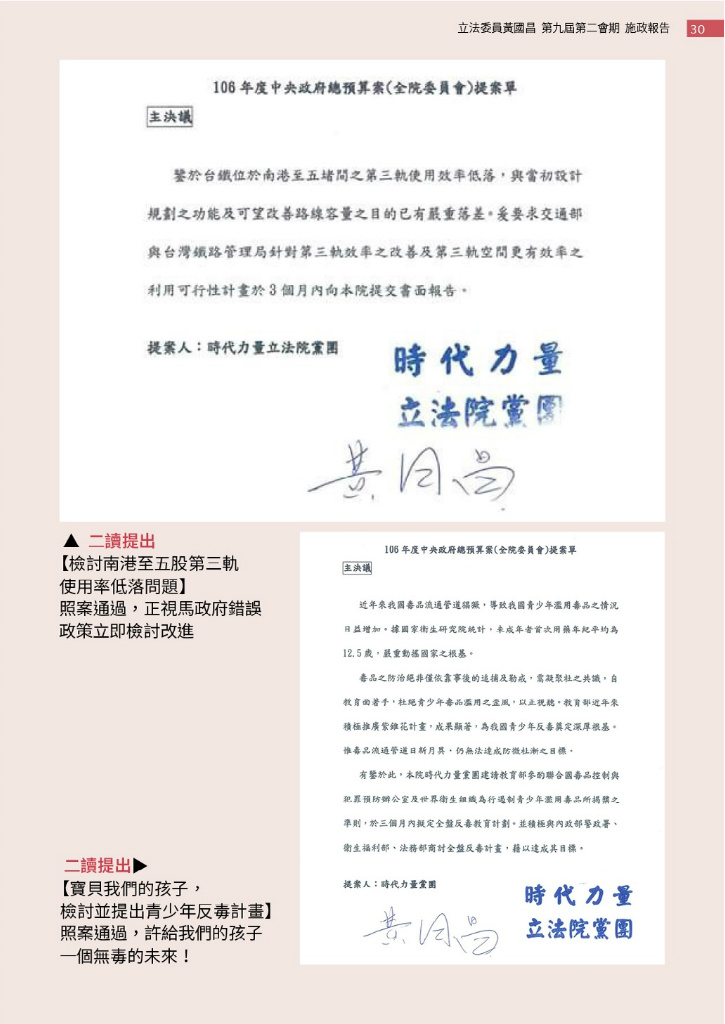 立法委員黃國昌 第九屆第二會期 施政報告 30
106 年度中央政府總預算案(全院委員會)提案單
主決議
鑒於台鐵位於南港至五堵間之第三軌使用效率低落，與當初設計
規劃之功能及可望改善路線容量之目的已有嚴重落差。爰要求交通部
與台灣鐵路管理局針對第三軌效率之改善及第三軌空間更有效率之
利用可行性計畫於 3 個月內向本院提交書面報告。
提案人：時代力量立法院黨團
時代力量
立法院黨團
黃國昌
▲ 二讀提出
【檢討南港至五股第三軌
使用率低落問題】
照案通過，正視馬政府錯誤
政策立即檢討改進
106 年度中央政府總預算案(全院委員會)提案單
主決議
近年來我國毒品流通管道猖獗，導致我國青少年濫用毒品之情況
日益增加。據國家衛生研究院統計，未成年者首次用藥年紀平均為
12.5 歲，嚴重動搖國家之根基。
毒品之防治絕非僅依靠事後的追捕及勒戒，需凝聚社之共識，自
教育面著手，杜絕青少年毒品濫用之歪風，以正視聽。教育部近年來
積極推廣紫錐花計畫，成果顯著，為我國青少年反毒奠定深厚根基。
惟毒品流通管道日新月異，仍無法達成防微杜漸之目標。
有鑒於此，本院時代力量黨團建請教育部參酌聯合國毒品控制與
犯罪預防辦公室及世界衛生組織為行遏制青少年濫用毒品所揭櫫之
準則，於三個月內擬定全盤反毒教育計劃。並積極與內政部警政署、
衛生福利部、法務部商討全盤反毒計畫，藉以達成其目標。
提案人：時代力量黨團
時代力量
立法院黨團
黃國昌
二讀提出▶
【寶貝我們的孩子，
檢討並提出青少年反毒計畫】
照案通過，許給我們的孩子
一個無毒的未來！